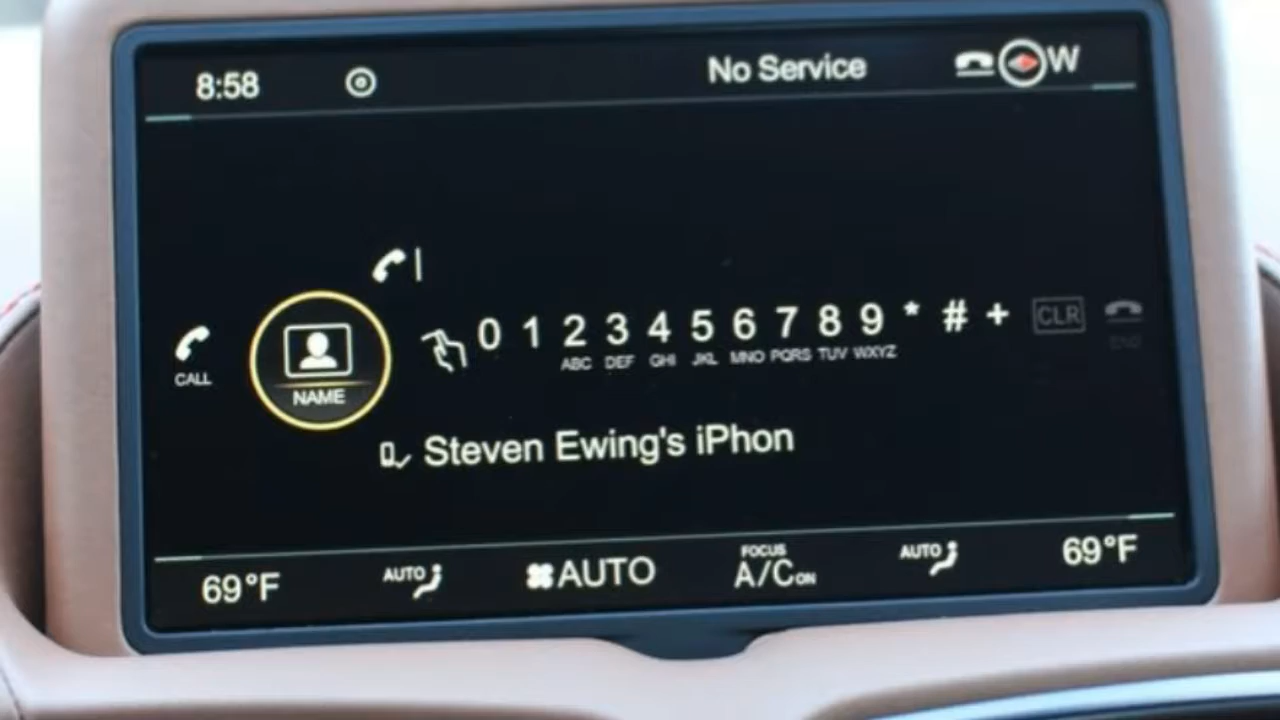 8:58 No Service W
0 1 2 3 4 5 6 7 8 9 * # + CLR
ABC DEF GHI JKL MNO PQRS TUV WXYZ
CALL
NAME
END
Steven Ewing's iPhon
69°F AUTO AUTO FOCUS A/C ON AUTO 69°F